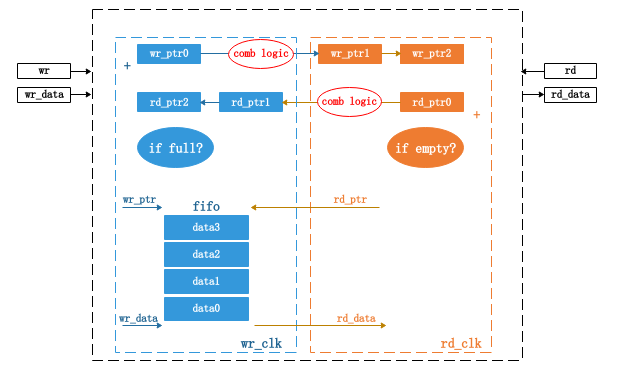 wr_ptr0
comb logic
wr_ptr1
wr_ptr2
+
wr
rd
wr_data
rd_ptr2
rd_ptr1
comb logic
rd_ptr0
rd_data
+
if full?
if empty?
wr_ptr
fifo
rd_ptr
data3
data2
data1
data0
wr_data
rd_data
wr_clk
rd_clk